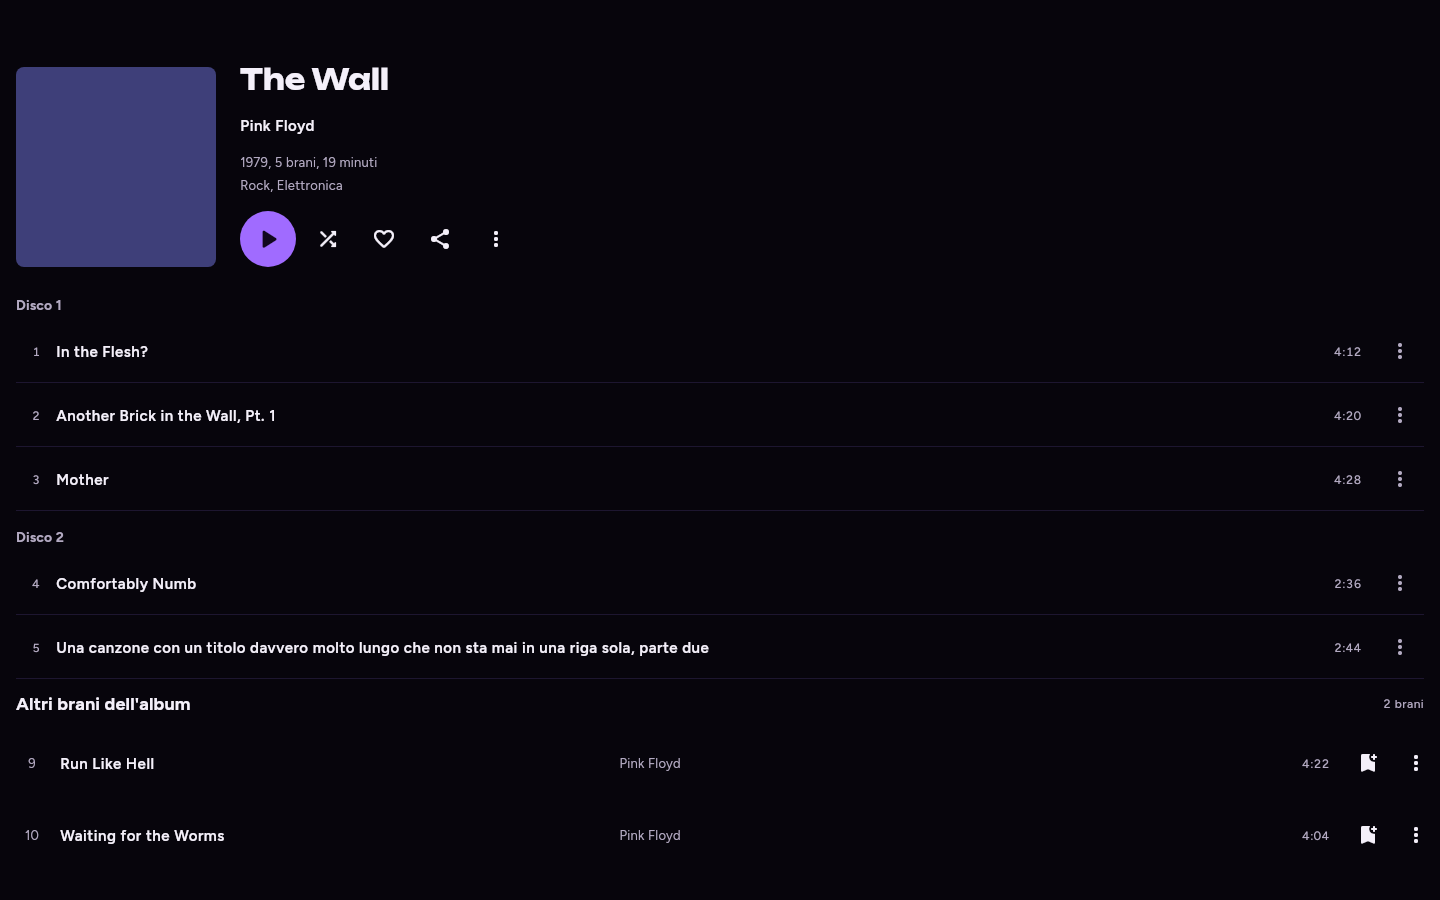 The Wall
Pink Floyd
1979, 5 brani, 19 minuti
Rock, Elettronica
Disco 1
1 In the Flesh? 4:12
2 Another Brick in the Wall, Pt. 1 4:20
3 Mother 4:28
Disco 2
4 Comfortably Numb 2:36
5 Una canzone con un titolo davvero molto lungo che non sta mai in una riga sola, parte due 2:44
Altri brani dell'album 2 brani
9 Run Like Hell Pink Floyd 4:22
10 Waiting for the Worms Pink Floyd 4:04